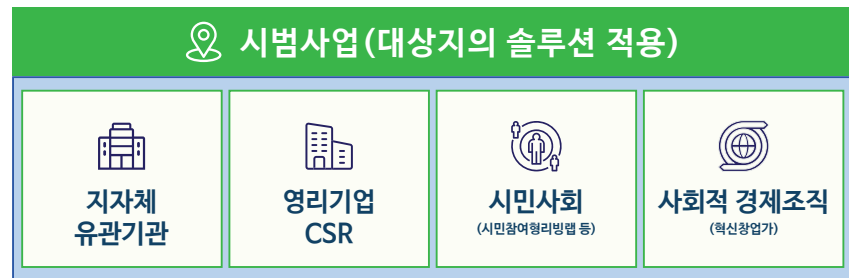 시범사업(대상지의 솔루션 적용)
지자체
유관기관
영리기업
CSR
시민사회
(시민참여형리빙랩 등)
사회적 경제조직
(혁신창업가)